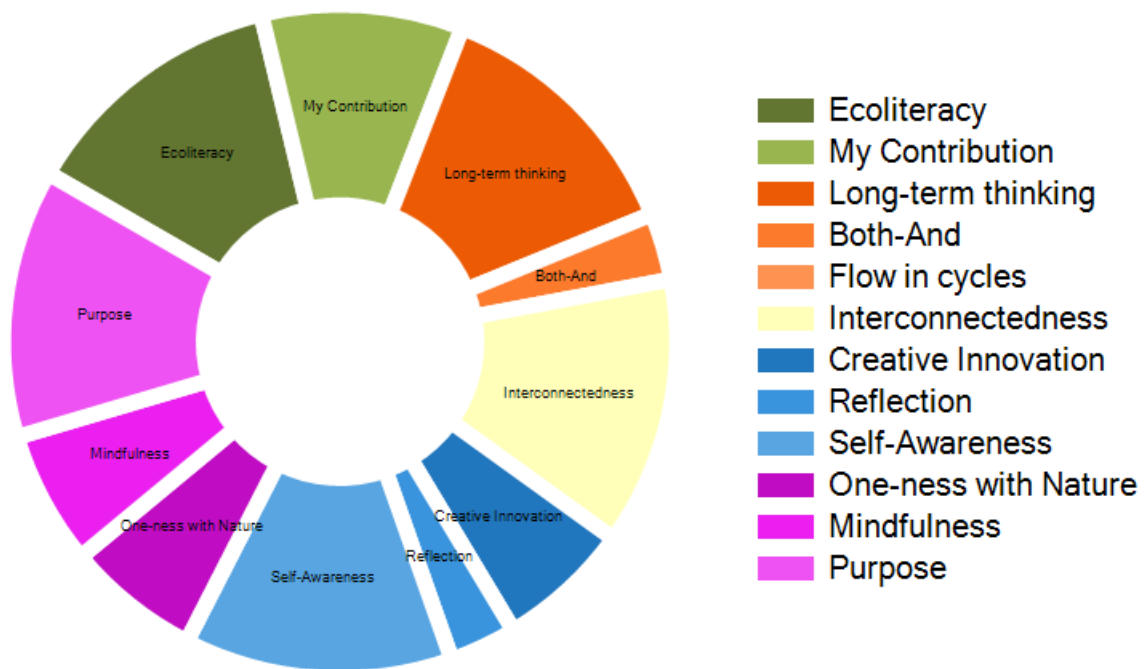 My Contribution
Ecoliteracy
Long-term thinking
Both-And
Purpose
Interconnectedness
Mindfulness
One-ness with Nature
Creative Innovation
Reflection
Self-Awareness
Ecoliteracy
My Contribution
Long-term thinking
Both-And
Flow in cycles
Interconnectedness
Creative Innovation
Reflection
Self-Awareness
One-ness with Nature
Mindfulness
Purpose